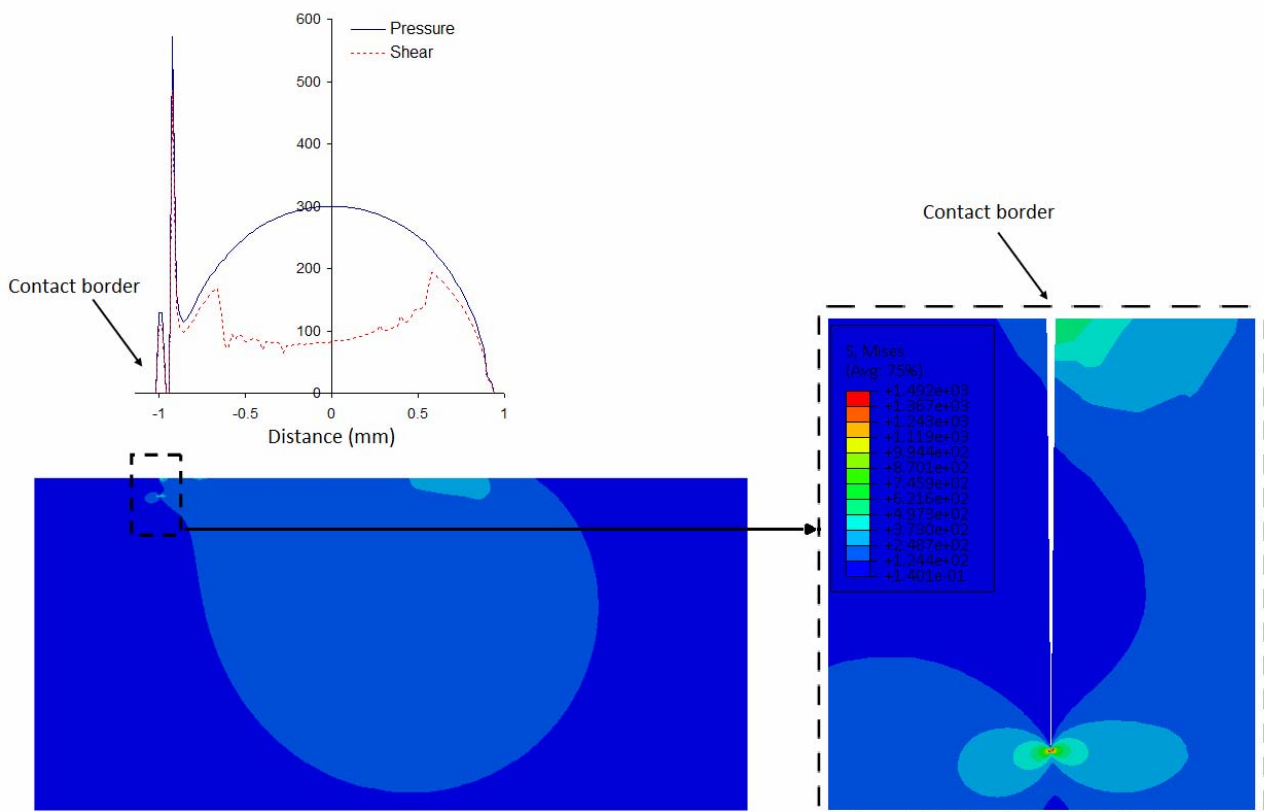 600
Pressure
Shear
500
400
300
200
100
0
-1
-0.5
0
0.5
1
Distance (mm)
Contact border
Contact border
S, Mises
(Avg: 75%)
+1.492e+03
+1.367e+03
+1.243e+03
+1.119e+03
+9.944e+02
+8.701e+02
+7.459e+02
+6.216e+02
+4.973e+02
+3.730e+02
+2.487e+02
+1.244e+02
+1.401e-01